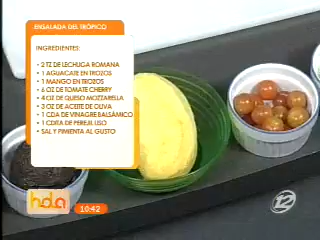 ENSALADA DEL TRÓPICO
INGREDIENTES:
• 2 TZ DE LECHUGA ROMANA
• 1 AGUACATE EN TROZOS
• 1 MANGO EN TROZOS
• 6 OZ DE TOMATE CHERRY
• 4 OZ DE QUESO MOZZARELLA
• 3 OZ DE ACEITE DE OLIVA
• 1 CDA DE VINAGRE BALSÁMICO
• 1 CDITA DE PEREJIL LISO
• SAL Y PIMIENTA AL GUSTO
hola
10:42
12